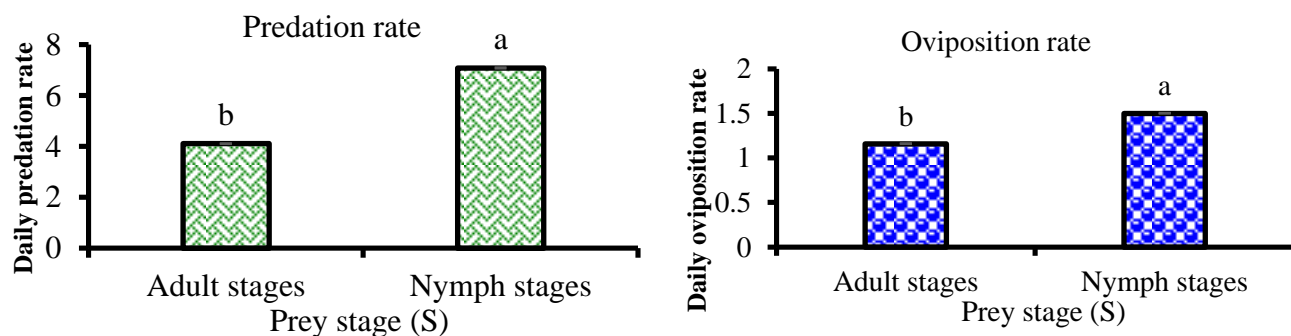 Predation rate
Daily predation rate
8
6
4
2
0
b
a
Adult stages
Nymph stages
Prey stage (S)
Oviposition rate
Daily oviposition rate
2
1.5
1
0.5
0
b
a
Adult stages
Nymph stages
Prey stage (S)